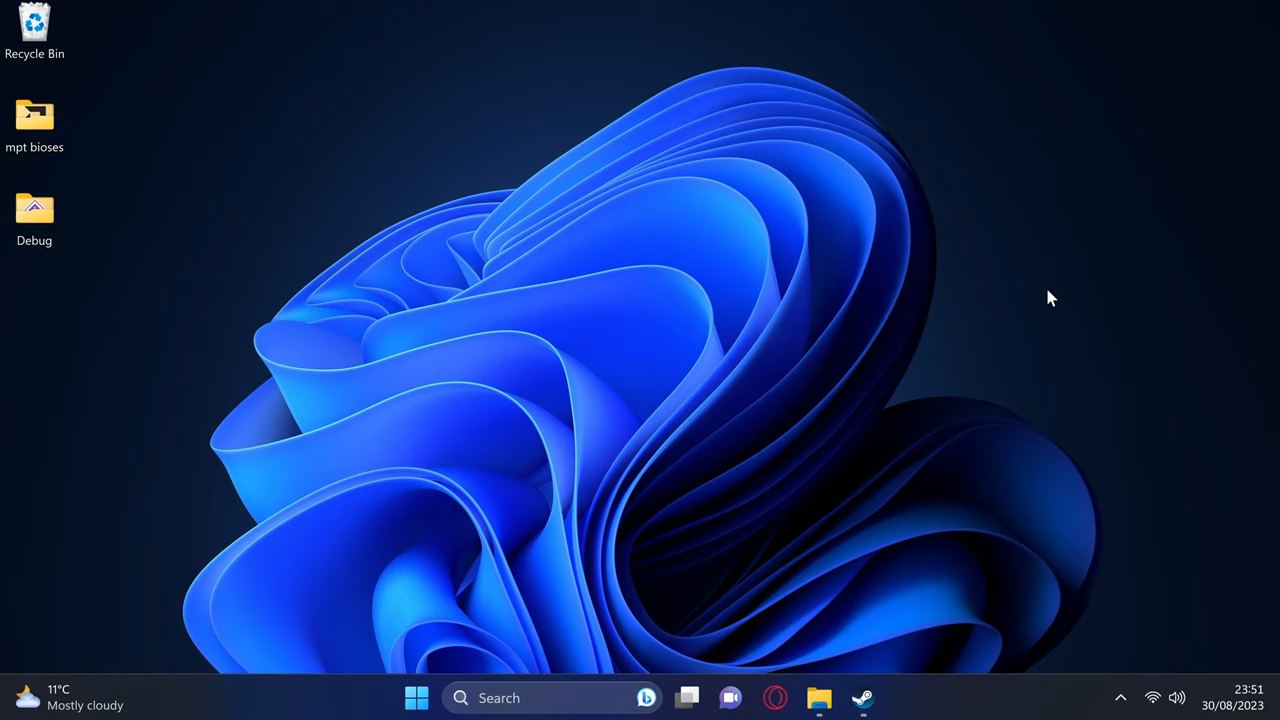 Recycle Bin
mpt bioses
Debug
11°C
Mostly cloudy
Search
23:51
30/08/2023